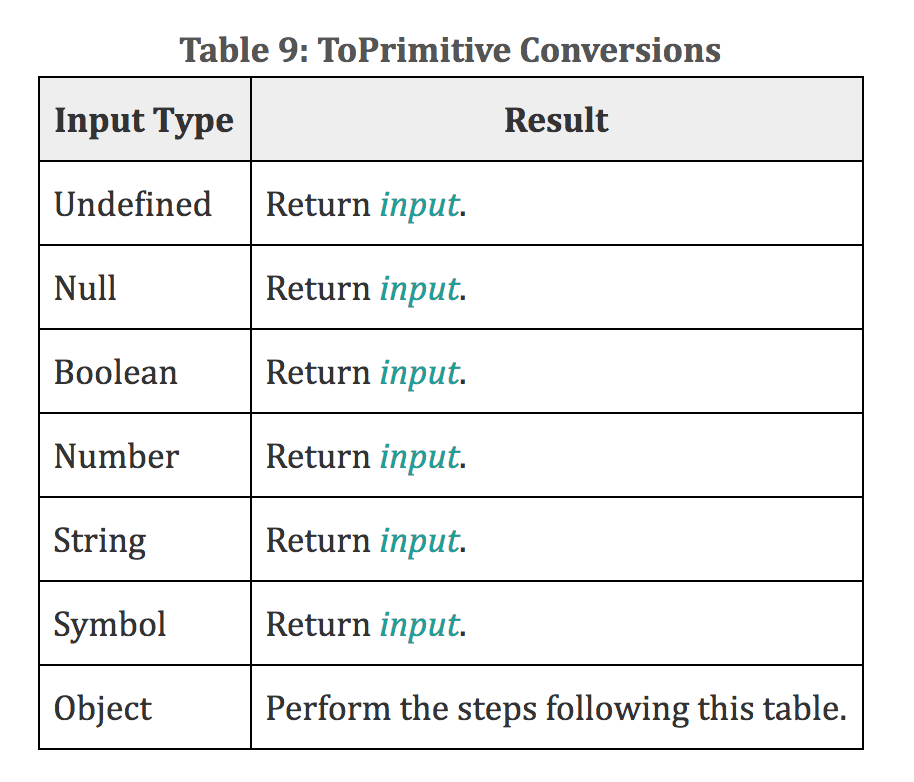 Table 9: ToPrimitive Conversions
Input Type Result
Undefined Return input.
Null Return input.
Boolean Return input.
Number Return input.
String Return input.
Symbol Return input.
Object Perform the steps following this table.